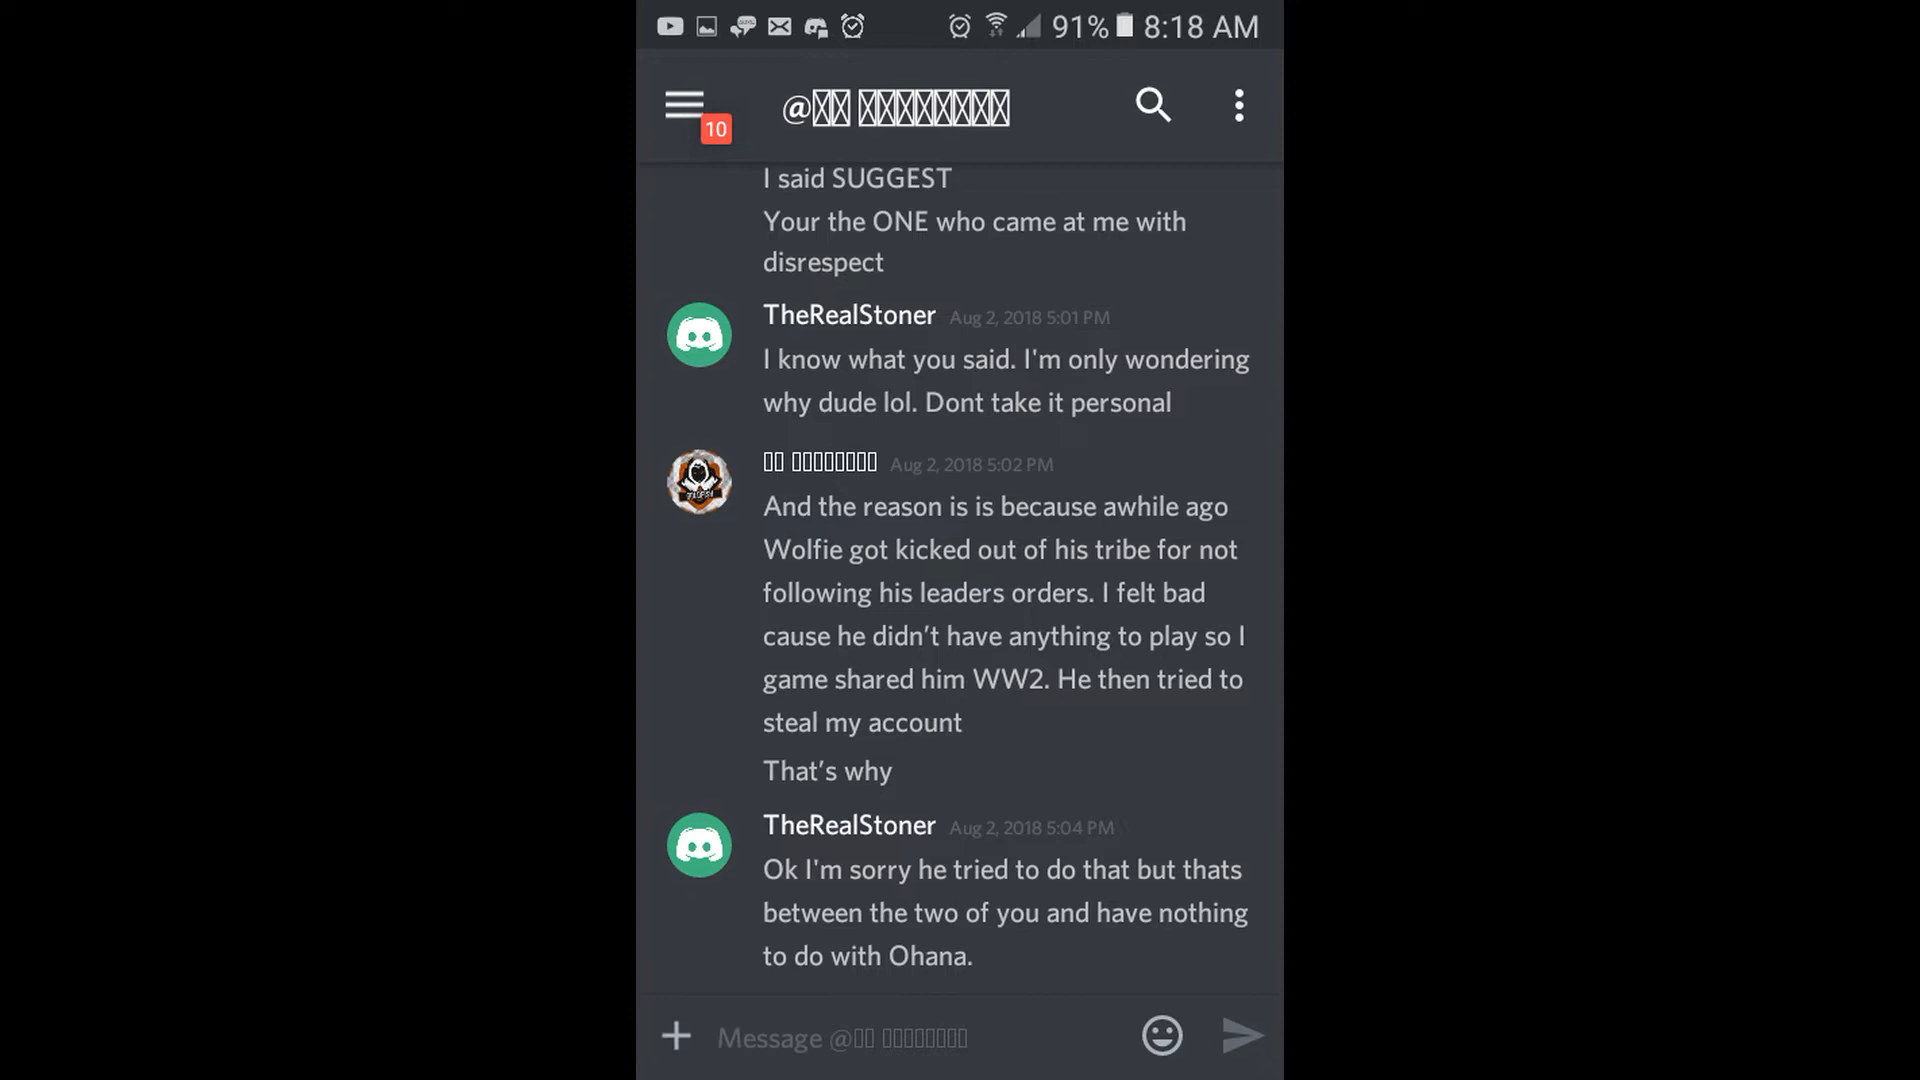 91% 8:18 AM
10
@
I said SUGGEST
Your the ONE who came at me with
disrespect
TheRealStoner Aug 2, 2018 5:01 PM
I know what you said. I'm only wondering
why dude lol. Dont take it personal
Aug 2, 2018 5:02 PM
And the reason is is because awhile ago
Wolfie got kicked out of his tribe for not
following his leaders orders. I felt bad
cause he didn’t have anything to play so I
game shared him WW2. He then tried to
steal my account
That’s why
TheRealStoner Aug 2, 2018 5:04 PM
Ok I'm sorry he tried to do that but thats
between the two of you and have nothing
to do with Ohana.
Message @